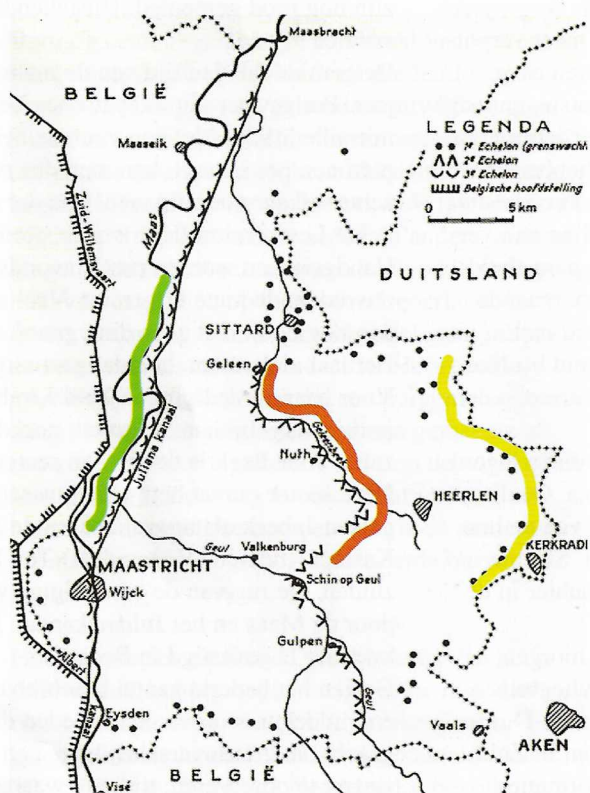 Maasbracht
BELGIË
Maaseik
LEGENDA
1e Echelon (grenswacht
2e Echelon
3e Echelon
Belgische hoofdstelling
0 5km
Zuid Willemsvaart
Maas
DUITSLAND
SITTARD
Geleen
Juliana kanaal
Geleenbeek
Nuth
HEERLEN
Geul
Valkenburg
KERKRADE
MAASTRICHT
Schin op Geul
Wijck
Gulpen
Albert
kanaal
Eysden
Geul
Vaals
AKEN
BELGIË
Visé